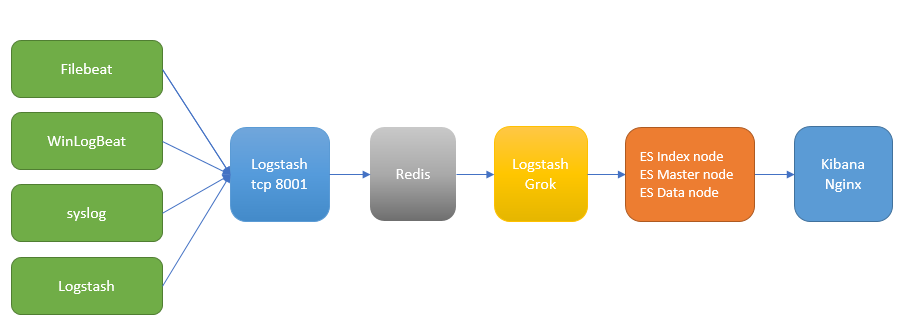 Filebeat
WinLogBeat
syslog
Logstash
Logstash
tcp 8001
Redis
Logstash
Grok
ES Index node
ES Master node
ES Data node
Kibana
Nginx